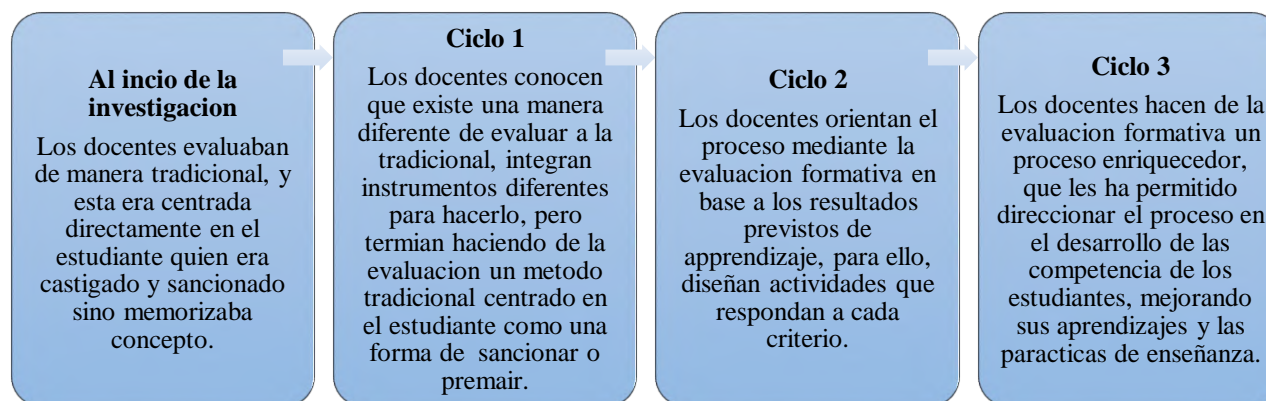 Al incio de la
investigacion
Los docentes evaluaban
de manera tradicional, y
esta era centrada
directamente en el
estudiante quien era
castigado y sancionado
sino memorizaba
concepto.
Ciclo 1
Los docentes conocen
que existe una manera
diferente de evaluar a la
tradicional, integran
instrumentos diferentes
para hacerlo, pero
termian haciendo de la
evaluacion un metodo
tradicional centrado en
el estudiante como una
forma de sancionar o
premair.
Ciclo 2
Los docentes orientan el
proceso mediante la
evaluacion formativa en
base a los resultados
previstos de
apprendizaje, para ello,
diseñan actividades que
respondan a cada
criterio.
Ciclo 3
Los docentes hacen de la
evaluacion formativa un
proceso enriquecedor,
que les ha permitido
direccionar el proceso en
el desarrollo de las
competencia de los
estudiantes, mejorando
sus aprendizajes y las
paracticas de enseñanza.